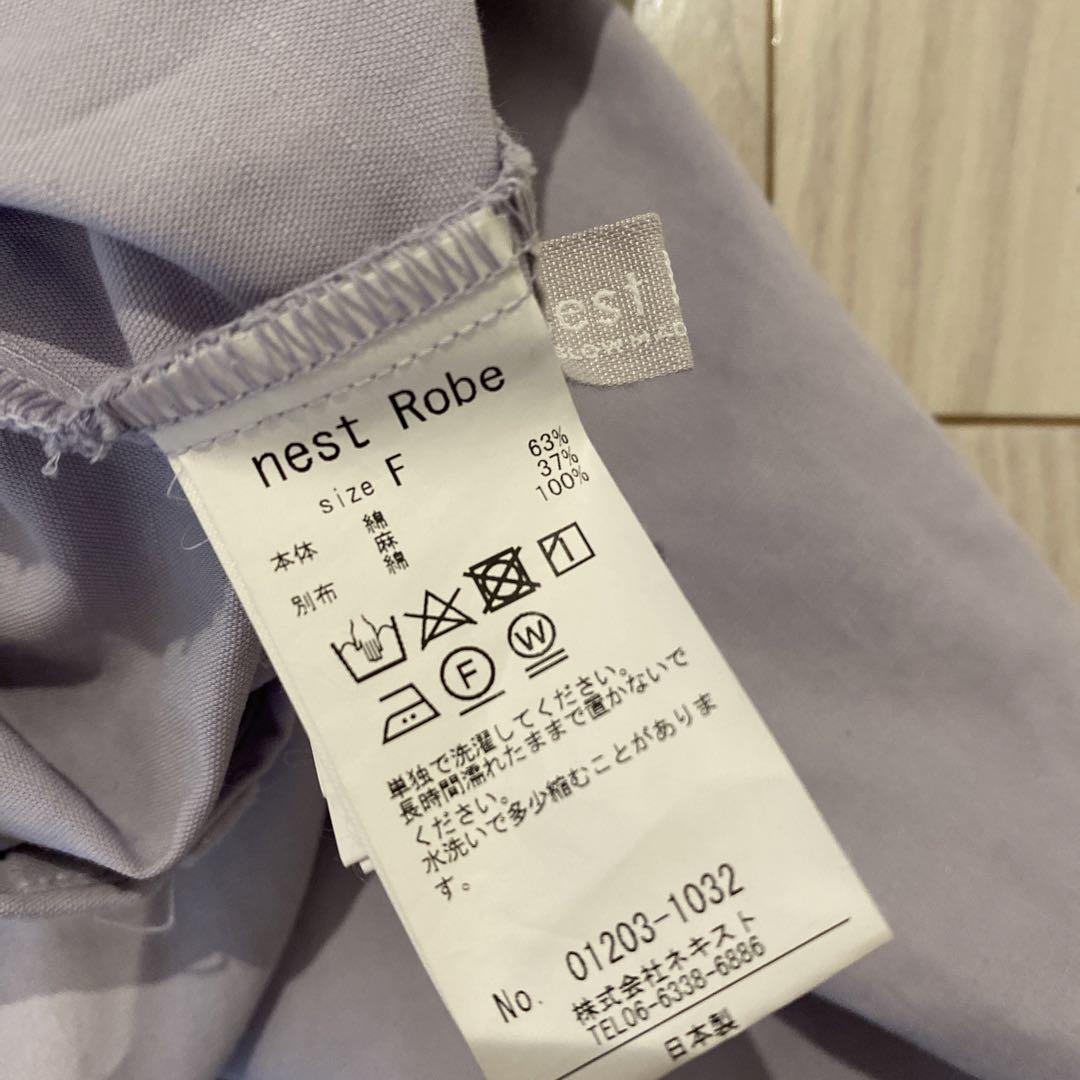 est
nest Robe
size F
本体 綿 63%
麻 37%
別布 綿 100%
F W
単独で洗濯してください。
長時間濡れたままで置かないで
ください。
水洗いで多少縮むことがありま
す。
No. 01203-1032
株式会社ネキスト
TEL06-6338-6886
日本製